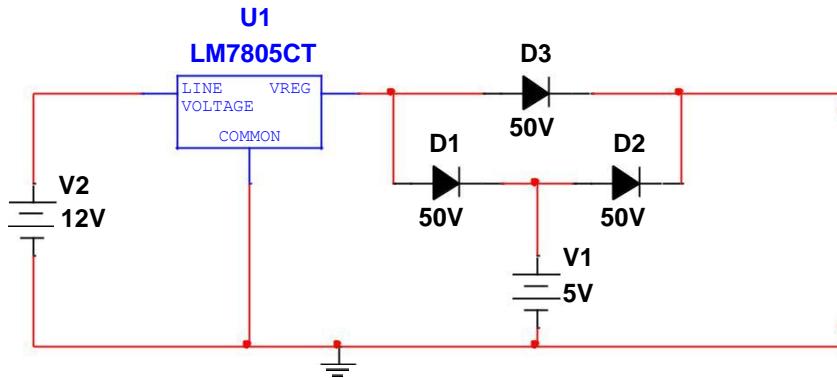 U1
LM7805CT
LINE VREG
VOLTAGE
COMMON
D3
50V
D1
50V
D2
50V
V2
12V
V1
5V